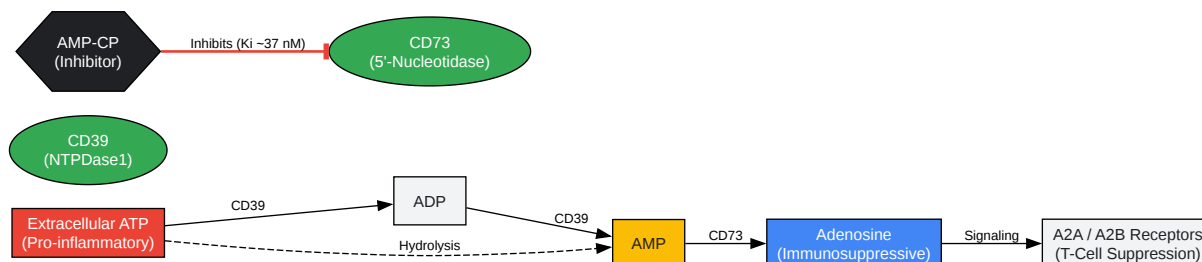 AMP-CP
(Inhibitor)
Inhibits (Ki ~37 nM)
CD73
(5'-Nucleotidase)
CD39
(NTPDase1)
Extracellular ATP
(Pro-inflammatory)
CD39
ADP
CD39
Hydrolysis
AMP
CD73
Adenosine
(Immunosuppressive)
Signaling
A2A / A2B Receptors
(T-Cell Suppression)